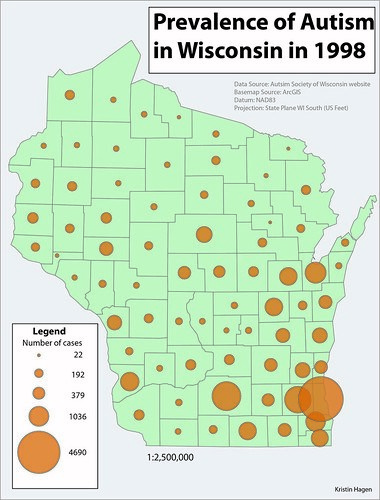 Prevalence of Autism
in Wisconsin in 1998
Data Source: Autsim Society of Wisconsin website
Basemap Source: ArcGIS
Datum: NAD83
Projection: State Plane WI South (US Feet)
Legend
Number of cases
22
192
379
1036
4690
1:2,500,000
Kristin Hagen